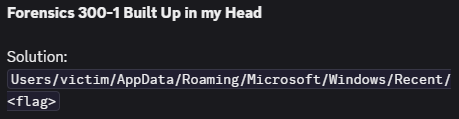 Forensics 300-1 Built Up in my Head
Solution:
Users/victim/AppData/Roaming/Microsoft/Windows/Recent/
<flag>